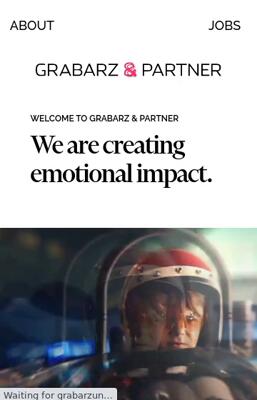 ABOUT JOBS
GRABARZ & PARTNER
WELCOME TO GRABARZ & PARTNER
We are creating
emotional impact.
Waiting for grabarzun...